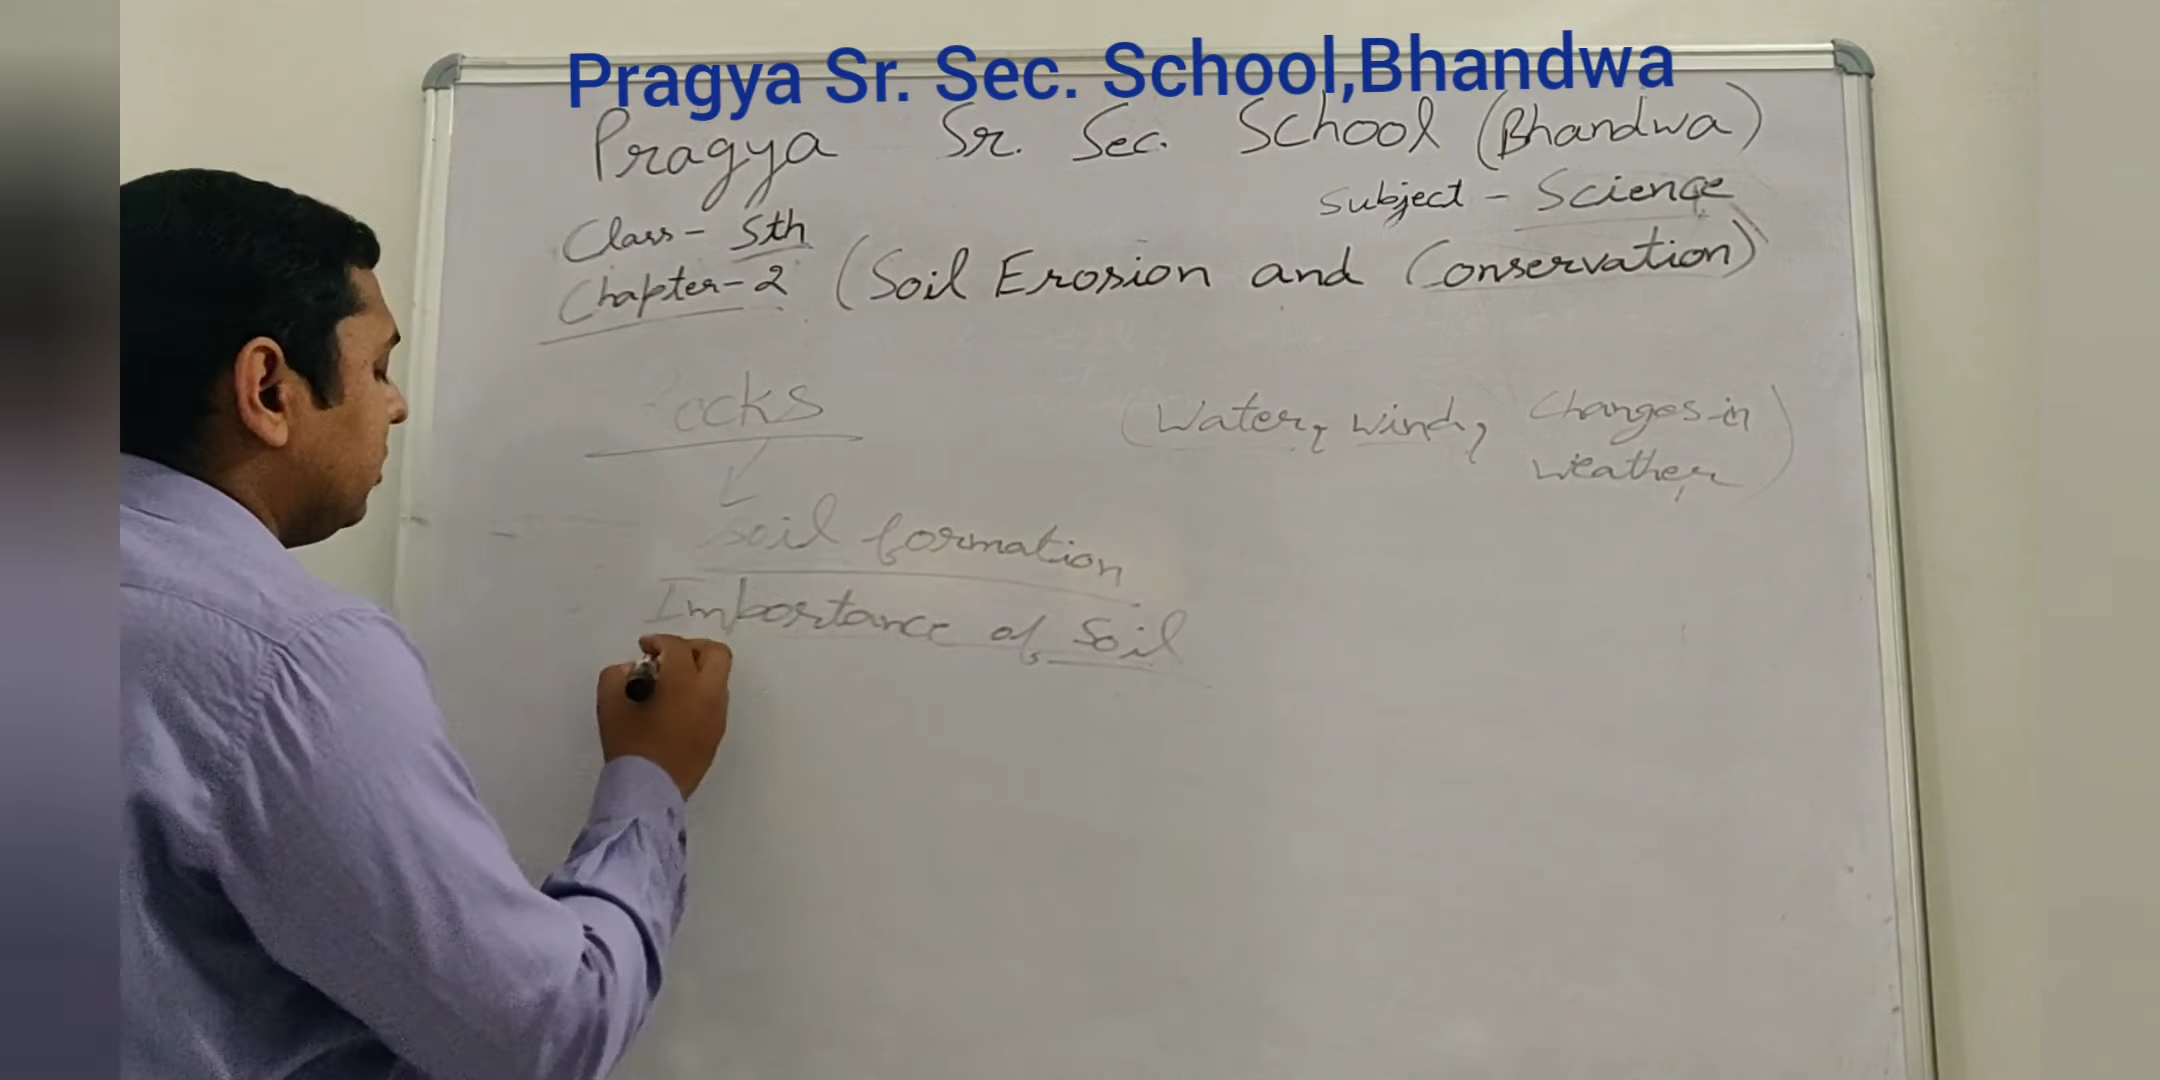 Pragya Sr. Sec. School,Bhandwa
Pragya Sr. Sec. School (Bhandwa)
Subject - Science
Class - 5th
Chapter - 2 (Soil Erosion and Conservation)
Rocks
(Water, wind, Changes in
weather)
Soil formation
Importance of Soil